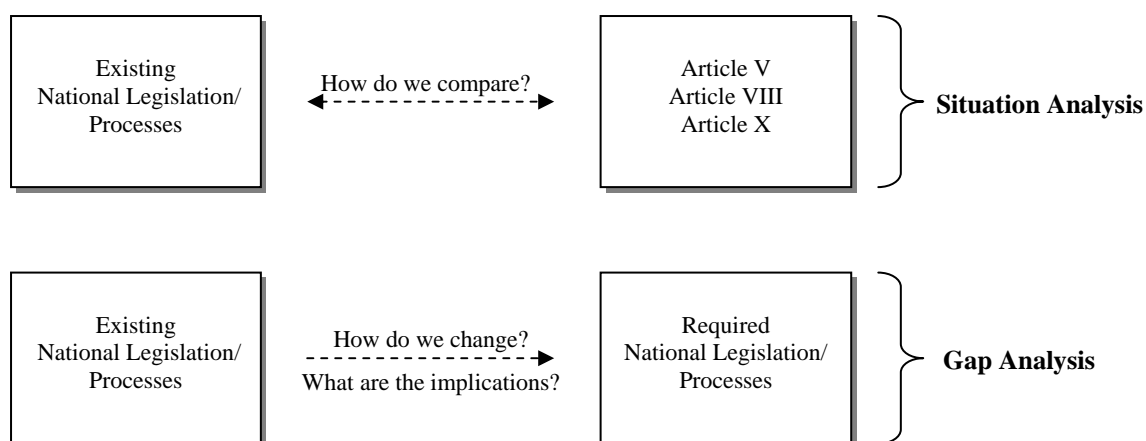 Existing
National Legislation/
Processes
How do we compare?
Article V
Article VIII
Article X
Situation Analysis
Existing
National Legislation/
Processes
How do we change?
What are the implications?
Required
National Legislation/
Processes
Gap Analysis